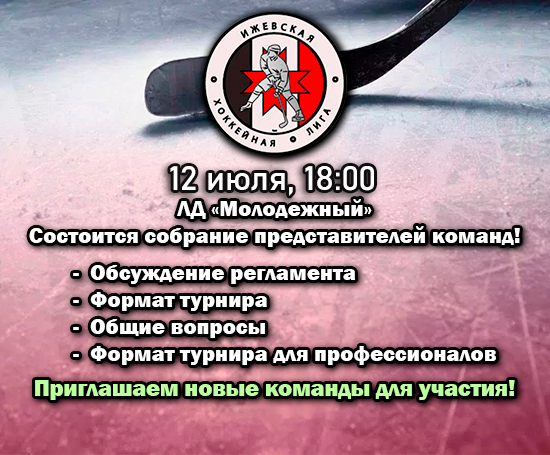 ИЖЕВСКАЯ
ХОККЕЙНАЯ ЛИГА
12 июля, 18:00
ЛД «Молодежный»
Состоится собрание представителей команд!
- Обсуждение регламента
- Формат турнира
- Общие вопросы
- Формат турнира для профессионалов
Приглашаем новые команды для участия!